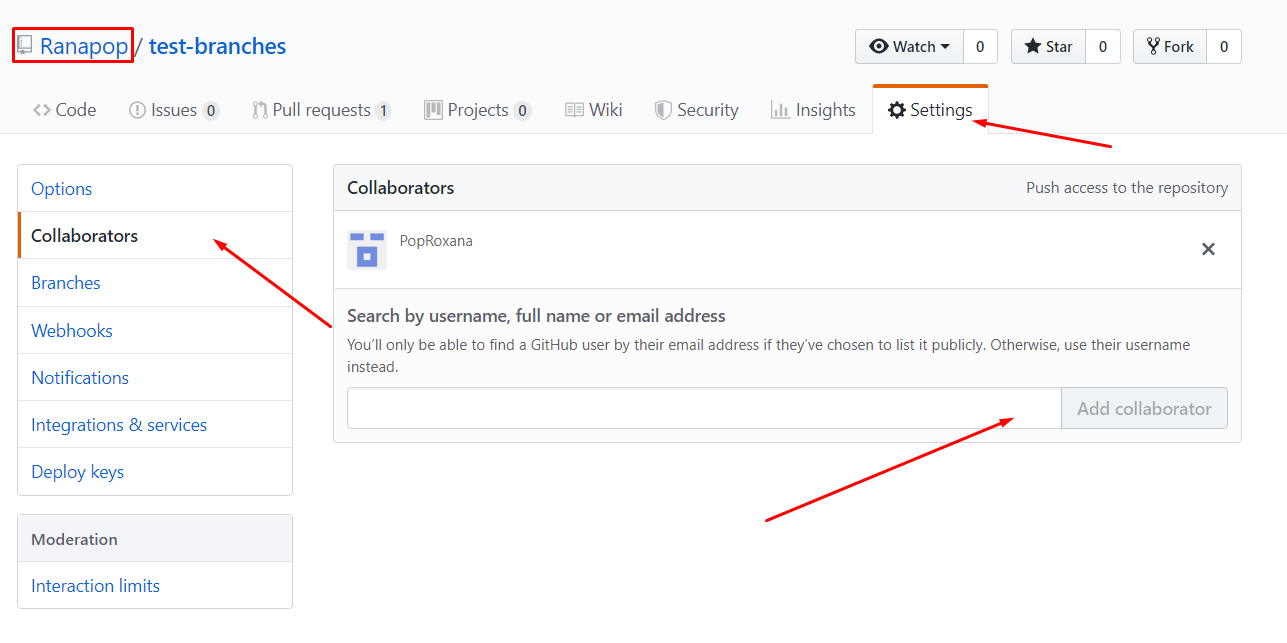 Ranapop / test-branches
Watch 0 Star 0 Fork 0
Code Issues 0 Pull requests 1 Projects 0 Wiki Security Insights Settings
Options
Collaborators
Branches
Webhooks
Notifications
Integrations & services
Deploy keys
Moderation
Interaction limits
Collaborators Push access to the repository
PopRoxana
Search by username, full name or email address
You’ll only be able to find a GitHub user by their email address if they’ve chosen to list it publicly. Otherwise, use their username
instead.
Add collaborator